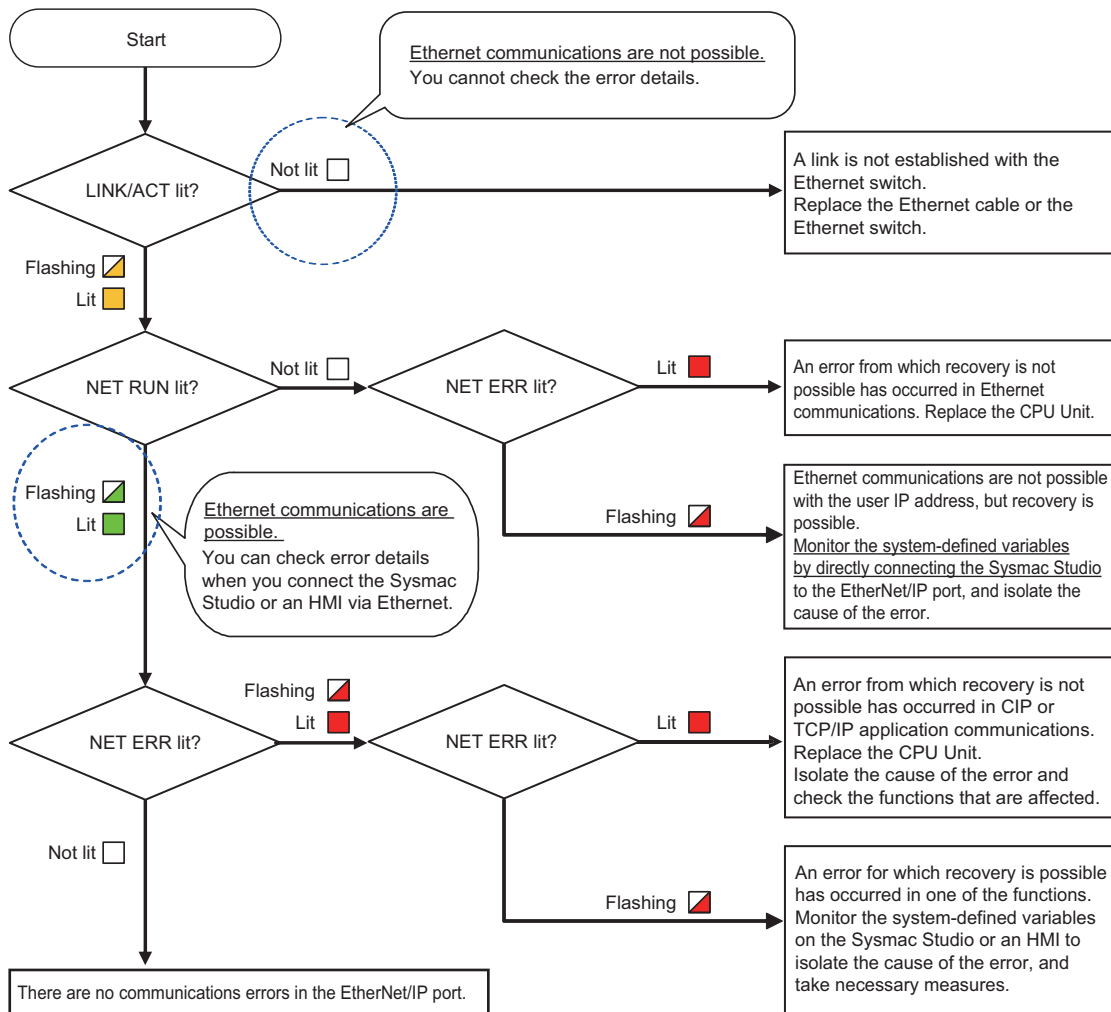 Start
Ethernet communications are not possible.
You cannot check the error details.
LINK/ACT lit?
Not lit
A link is not established with the
Ethernet switch.
Replace the Ethernet cable or the
Ethernet switch.
Flashing
Lit
NET RUN lit?
Not lit
NET ERR lit?
Lit
An error from which recovery is not
possible has occurred in Ethernet
communications. Replace the CPU Unit.
Flashing
Lit
Ethernet communications are
possible.
You can check error details
when you connect the Sysmac
Studio or an HMI via Ethernet.
Flashing
Ethernet communications are not possible
with the user IP address, but recovery is
possible.
Monitor the system-defined variables
by directly connecting the Sysmac Studio
to the EtherNet/IP port, and isolate the
cause of the error.
NET ERR lit?
Flashing
Lit
NET ERR lit?
Lit
An error from which recovery is not
possible has occurred in CIP or
TCP/IP application communications.
Replace the CPU Unit.
Isolate the cause of the error and
check the functions that are affected.
Not lit
Flashing
An error for which recovery is possible
has occurred in one of the functions.
Monitor the system-defined variables
on the Sysmac Studio or an HMI to
isolate the cause of the error, and
take necessary measures.
There are no communications errors in the EtherNet/IP port.